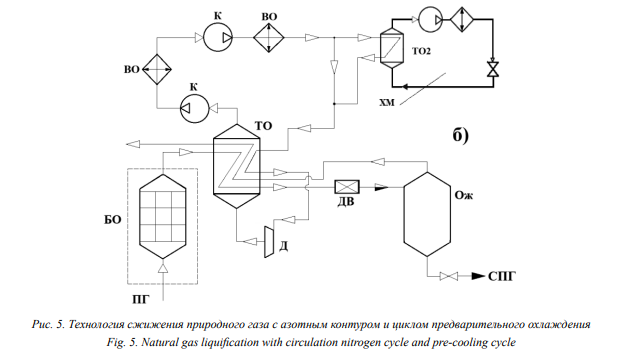 К
ВО
ВО
К
ТО2
ХМ
ТО
б)
БО
ДВ
Ож
Д
СПГ
ПГ
Рис. 5. Технология сжижения природного газа с азотным контуром и циклом предварительного охлаждения
Fig. 5. Natural gas liquification with circulation nitrogen cycle and pre-cooling cycle